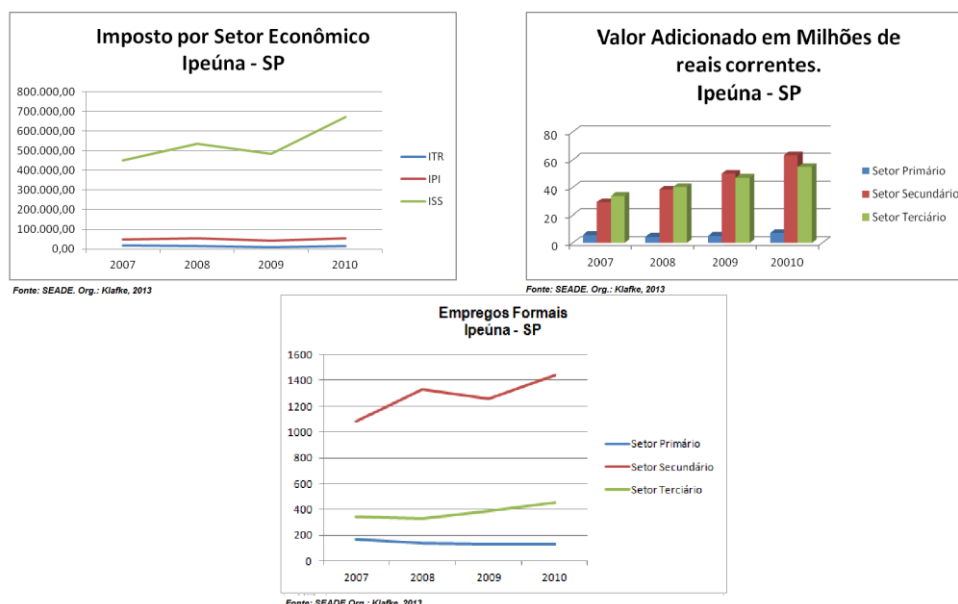 Imposto por Setor Econômico
Ipeúna - SP
800.000,00
700.000,00
600.000,00
500.000,00
400.000,00
300.000,00
200.000,00
100.000,00
0,00
2007 2008 2009 2010
ITR
IPI
ISS
Fonte: SEADE. Org.: Klafke, 2013
Valor Adicionado em Milhões de
reais correntes.
Ipeúna - SP
80
60
40
20
0
2007 2008 2009 20010
Setor Primário
Setor Secundário
Setor Terciário
Fonte: SEADE. Org.: Klafke, 2013
Empregos Formais
Ipeúna - SP
1600
1400
1200
1000
800
600
400
200
0
2007 2008 2009 2010
Setor Primário
Setor Secundário
Setor Terciário
Fonte: SEADE Org.: Klafke, 2013